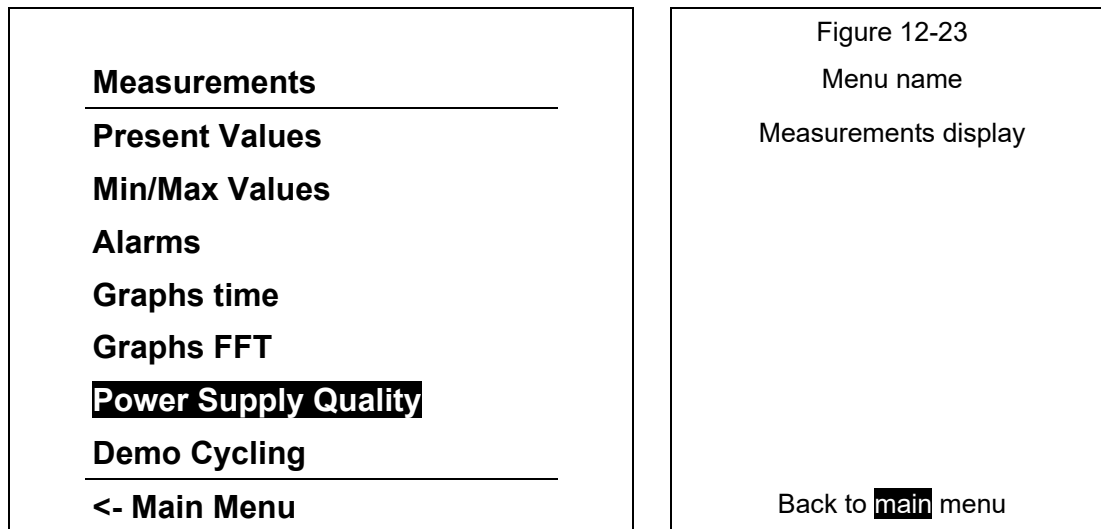 Measurements
Present Values
Min/Max Values
Alarms
Graphs time
Graphs FFT
Power Supply Quality
Demo Cycling
<- Main Menu
Figure 12-23
Menu name
Measurements display
Back to main menu